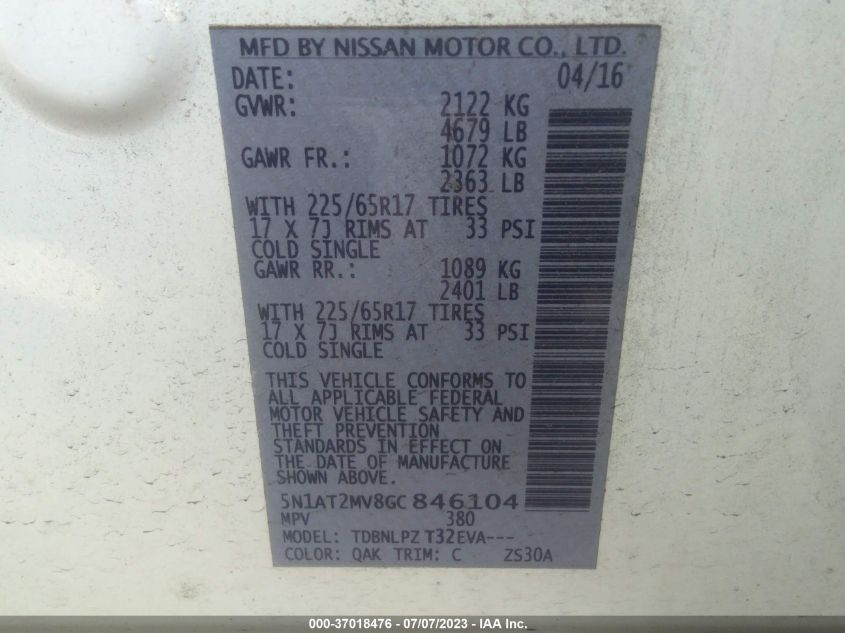 MFD BY NISSAN MOTOR CO., LTD.
DATE: 04/16
GVWR: 2122 KG
4679 LB
GAWR FR.: 1072 KG
2363 LB
WITH 225/65R17 TIRES
17 X 7J RIMS AT 33 PSI
COLD SINGLE
GAWR RR.: 1089 KG
2401 LB
WITH 225/65R17 TIRES
17 X 7J RIMS AT 33 PSI
COLD SINGLE
THIS VEHICLE CONFORMS TO
ALL APPLICABLE FEDERAL
MOTOR VEHICLE SAFETY AND
THEFT PREVENTION
STANDARDS IN EFFECT ON
THE DATE OF MANUFACTURE
SHOWN ABOVE.
5N1AT2MV8GC846104
MPV 380
MODEL: TDBNLPZ T32EVA---
COLOR: QAK TRIM: C ZS30A
000-37018476 - 07/07/2023 - IAA Inc.